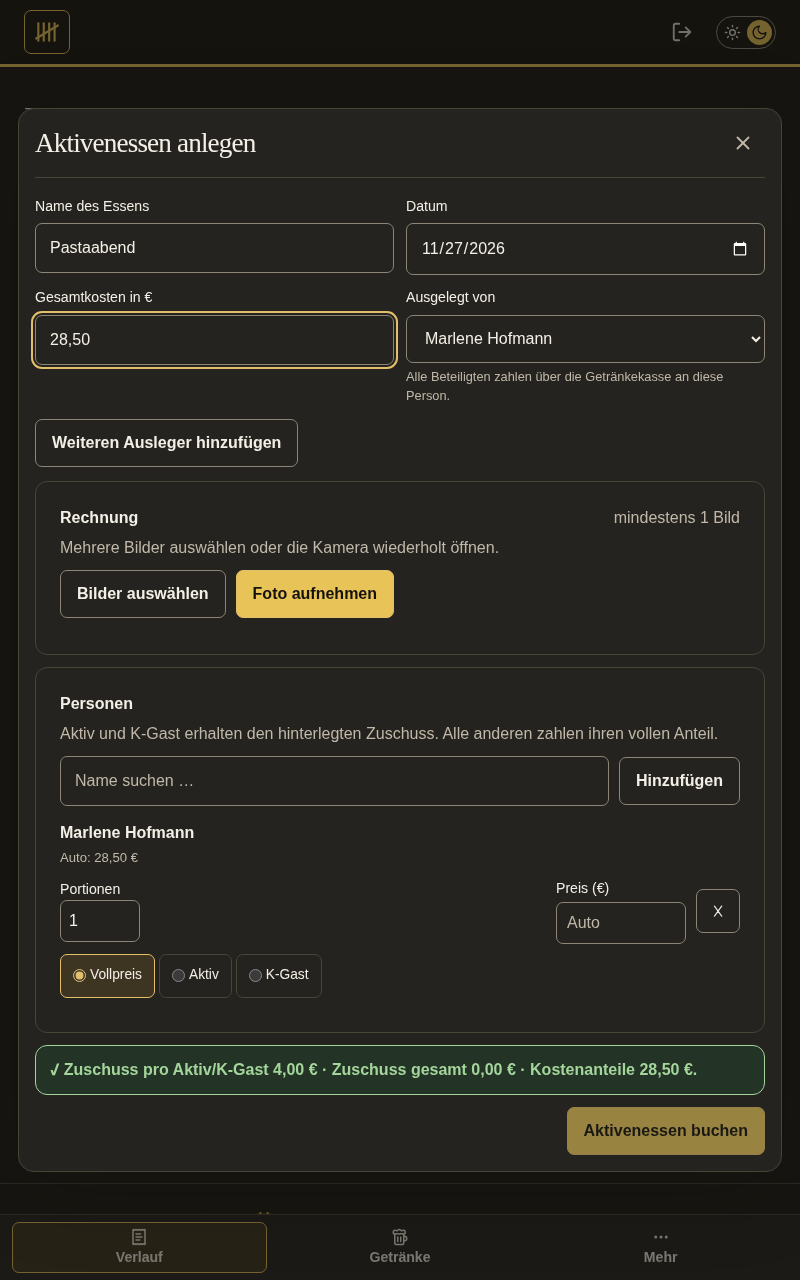 Aktivenessen anlegen
Name des Essens
Datum
Pastaabend
11/27/2026
Gesamtkosten in €
Ausgelegt von
28,50
Marlene Hofmann
Alle Beteiligten zahlen über die Getränkekasse an diese
Person.
Weiteren Ausleger hinzufügen
Rechnung
mindestens 1 Bild
Mehrere Bilder auswählen oder die Kamera wiederholt öffnen.
Bilder auswählen
Foto aufnehmen
Personen
Aktiv und K-Gast erhalten den hinterlegten Zuschuss. Alle anderen zahlen ihren vollen Anteil.
Name suchen …
Hinzufügen
Marlene Hofmann
Auto: 28,50 €
Portionen
Preis (€)
1
Auto
Vollpreis
Aktiv
K-Gast
✓ Zuschuss pro Aktiv/K-Gast 4,00 € · Zuschuss gesamt 0,00 € · Kostenanteile 28,50 €.
Aktivenessen buchen
Verlauf
Getränke
Mehr